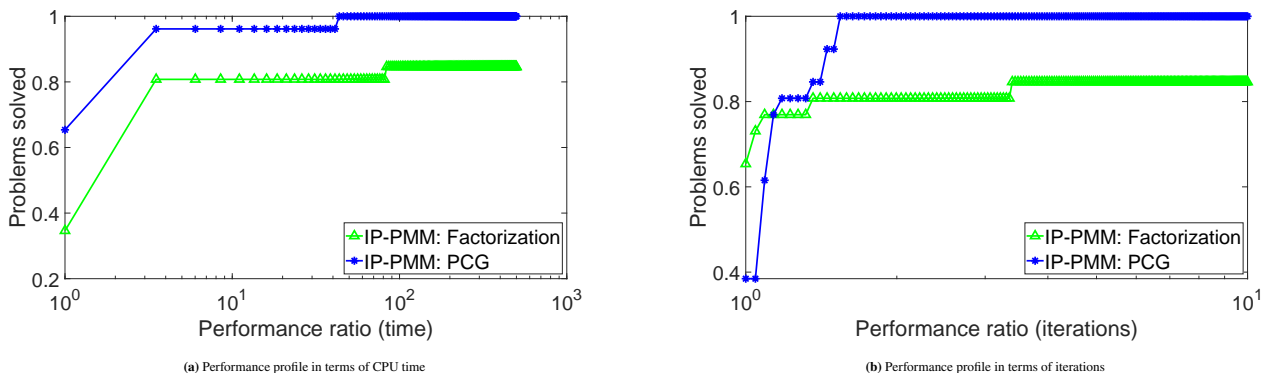 1
0.8
0.6
0.4
0.2
Problems solved
10^0
10^1
10^2
10^3
Performance ratio (time)
IP-PMM: Factorization
IP-PMM: PCG
(a) Performance profile in terms of CPU time
1
0.8
0.6
0.4
Problems solved
10^0
10^1
Performance ratio (iterations)
IP-PMM: Factorization
IP-PMM: PCG
(b) Performance profile in terms of iterations